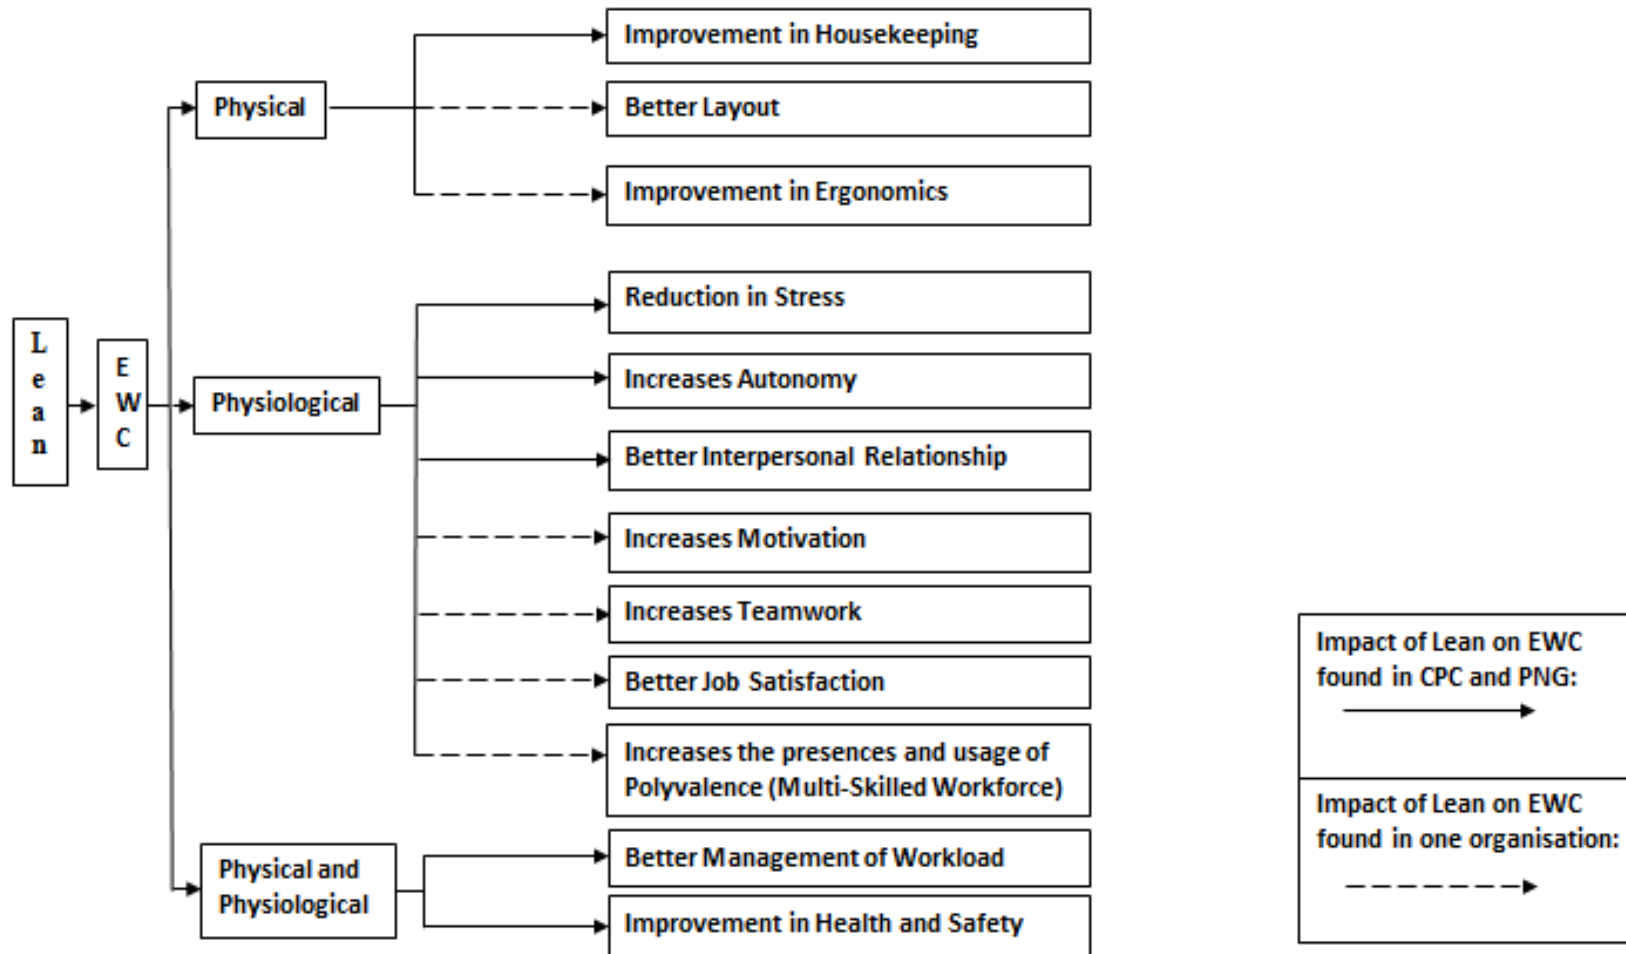 Improvement in Housekeeping
Physical
Better Layout
Improvement in Ergonomics
Reduction in Stress
Lean
EWC
Physiological
Increases Autonomy
Better Interpersonal Relationship
Increases Motivation
Increases Teamwork
Better Job Satisfaction
Increases the presences and usage of
Polyvalence (Multi-Skilled Workforce)
Physical and
Physiological
Better Management of Workload
Improvement in Health and Safety
Impact of Lean on EWC
found in CPC and PNG:
Impact of Lean on EWC
found in one organisation: